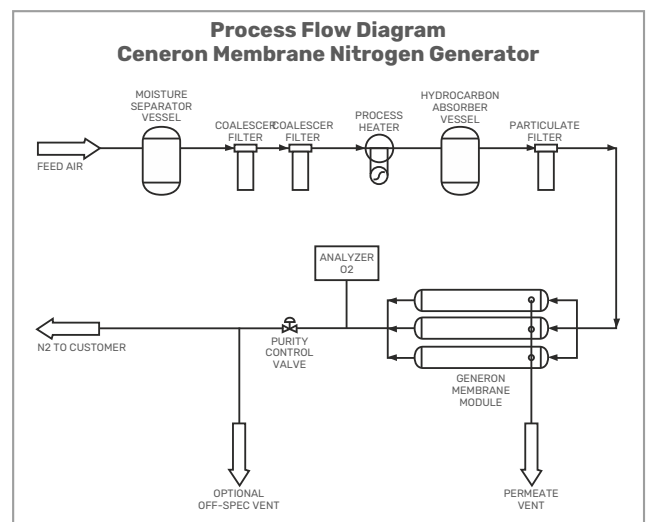 Process Flow Diagram
Ceneron Membrane Nitrogen Generator
MOISTURE
SEPARATOR
VESSEL
COALESCER
FILTER
COALESCER
FILTER
PROCESS
HEATER
HYDROCARBON
ABSORBER
VESSEL
PARTICULATE
FILTER
FEED AIR
ANALYZER
O2
N2 TO CUSTOMER
PURITY
CONTROL
VALVE
GENERON
MEMBRANE
MODULE
OPTIONAL
OFF-SPEC VENT
PERMEATE
VENT